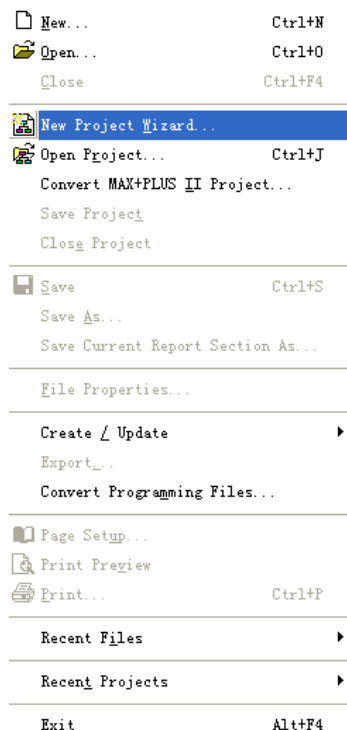 New... Ctrl+N
Open... Ctrl+O
Close Ctrl+F4
New Project Wizard...
Open Project... Ctrl+J
Convert MAX+PLUS II Project...
Save Project
Close Project
Save Ctrl+S
Save As...
Save Current Report Section As...
File Properties...
Create / Update
Export...
Convert Programming Files...
Page Setup...
Print Preview
Print... Ctrl+P
Recent Files
Recent Projects
Exit Alt+F4